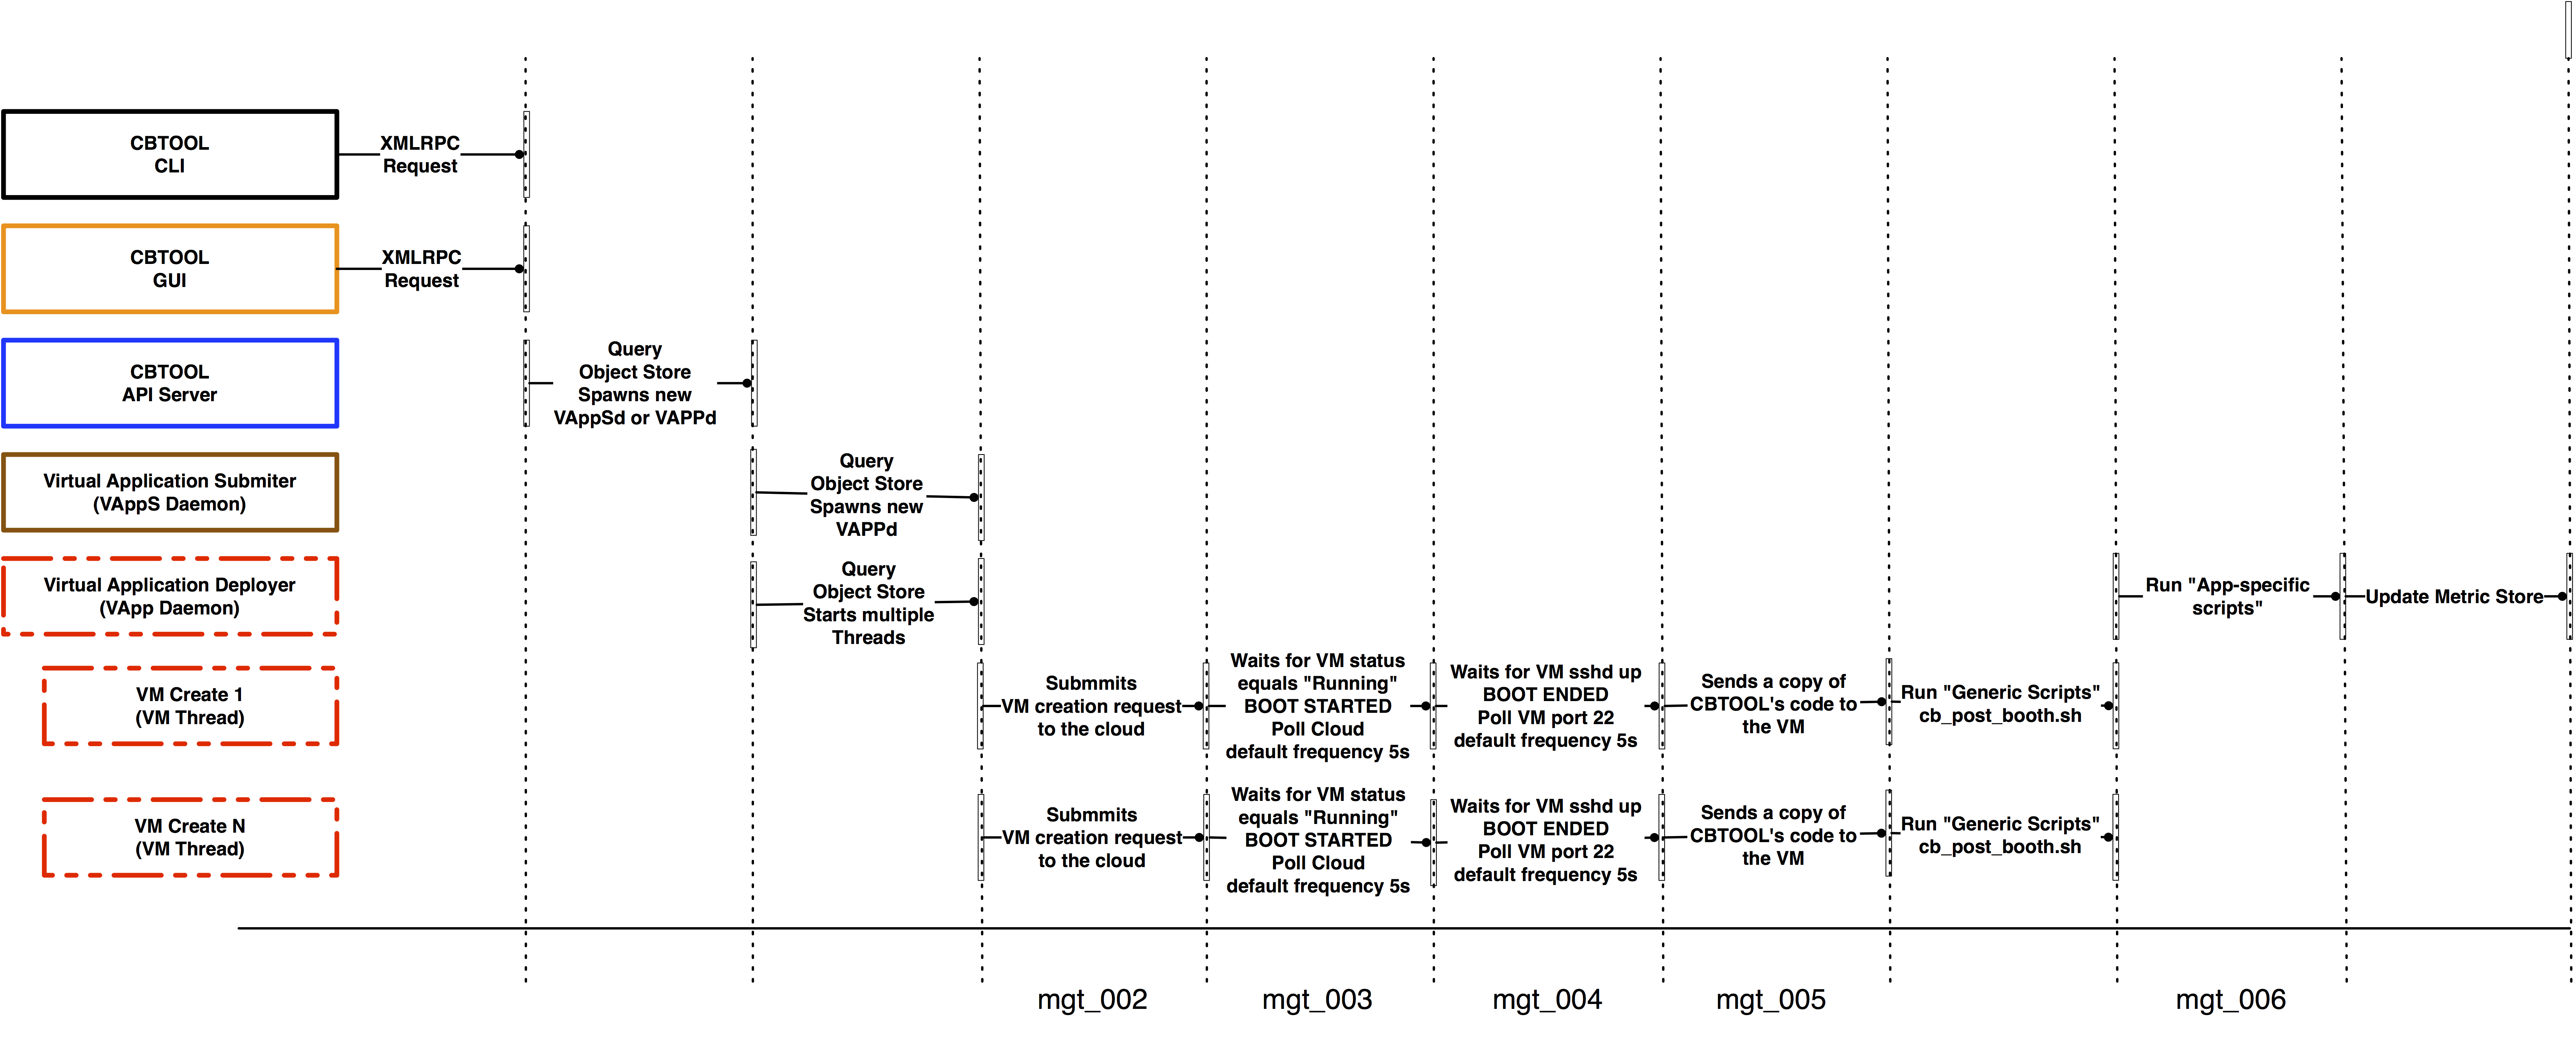 CBTOOL
CLI
XMLRPC
Request
CBTOOL
GUI
XMLRPC
Request
CBTOOL
API Server
Query
Object Store
Spawns new
VAppSd or VAPPd
Virtual Application Submiter
(VAppS Daemon)
Query
Object Store
Spawns new
VAPPd
Virtual Application Deployer
(VApp Daemon)
Query
Object Store
Starts multiple
Threads
Run "App-specific
scripts"
Update Metric Store
VM Create 1
(VM Thread)
Submmits
VM creation request
to the cloud
Waits for VM status
equals "Running"
BOOT STARTED
Poll Cloud
default frequency 5s
Waits for VM sshd up
BOOT ENDED
Poll VM port 22
default frequency 5s
Sends a copy of
CBTOOL's code to
the VM
Run "Generic Scripts"
cb_post_booth.sh
VM Create N
(VM Thread)
Submmits
VM creation request
to the cloud
Waits for VM status
equals "Running"
BOOT STARTED
Poll Cloud
default frequency 5s
Waits for VM sshd up
BOOT ENDED
Poll VM port 22
default frequency 5s
Sends a copy of
CBTOOL's code to
the VM
Run "Generic Scripts"
cb_post_booth.sh
mgt_002
mgt_003
mgt_004
mgt_005
mgt_006